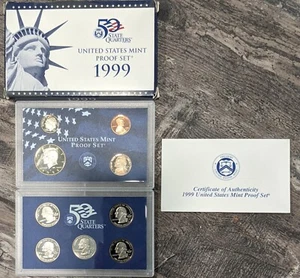 50
STATE
QUARTERS®
UNITED STATES MINT
PROOF SET®
1999
UNITED STATES MINT
PROOF SET®
Certificate of Authenticity
1999 United States Mint Proof Set®
50
STATE
QUARTERS®